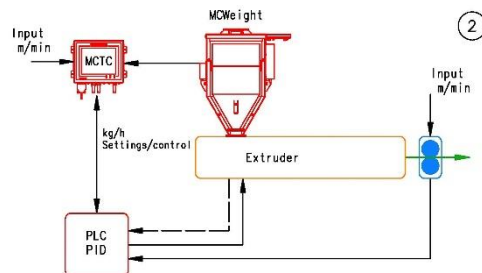 MCWeight
2
Input
m/min
MCTC
Input
m/min
kg/h
Settings/control
Extruder
PLC
PID